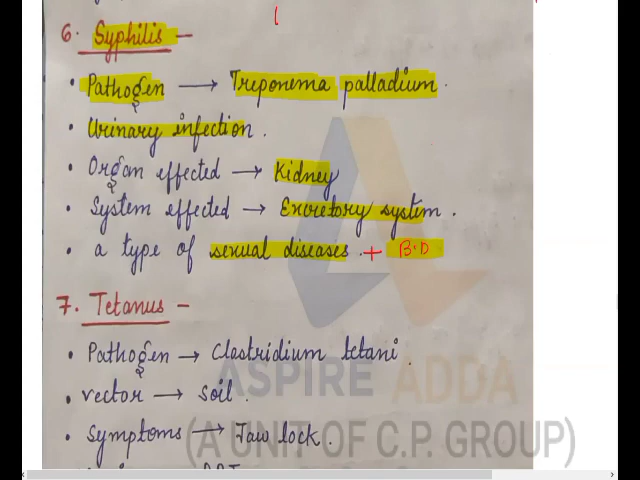 6. Syphilis -
• Pathogen → Treponema palladium.
• Urinary infection.
• Organ effected → Kidney
• System effected → Excretory system.
• a type of sexual diseases. + B.D
7. Tetanus -
• Pathogen → Clostridium tetani.
• vector → Soil.
• Symptoms → Jaw lock.
ASPIRE ADDA
(A UNIT OF C.P. GROUP)